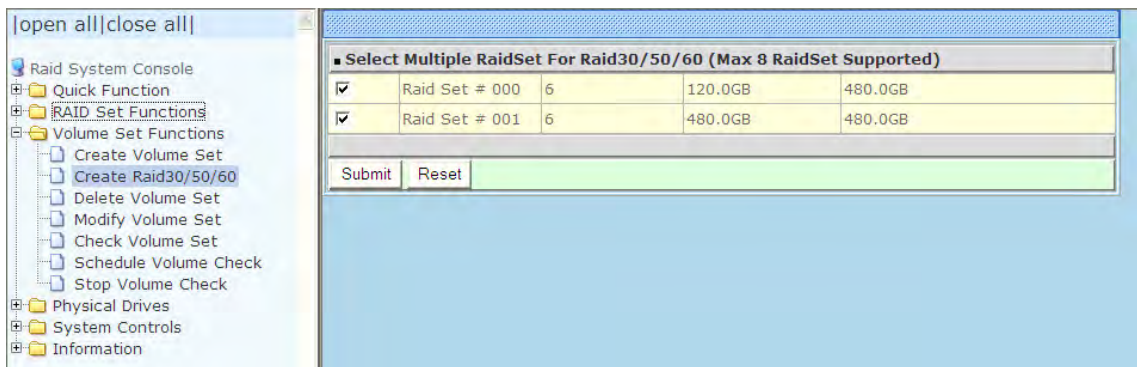 |open all|close all|
Raid System Console
Quick Function
RAID Set Functions
Volume Set Functions
Create Volume Set
Create Raid30/50/60
Delete Volume Set
Modify Volume Set
Check Volume Set
Schedule Volume Check
Stop Volume Check
Physical Drives
System Controls
Information
Select Multiple RaidSet For Raid30/50/60 (Max 8 RaidSet Supported)
Raid Set # 000 6 120.0GB 480.0GB
Raid Set # 001 6 480.0GB 480.0GB
Submit Reset